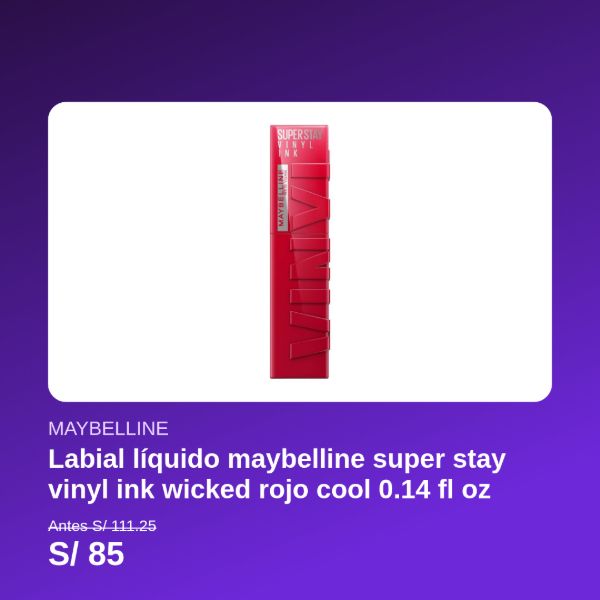 SUPER STAY
VINYL
INK
MAYBELLINE
VINYL
MAYBELLINE
Labial líquido maybelline super stay
vinyl ink wicked rojo cool 0.14 fl oz
Antes S/ 111.25
S/ 85